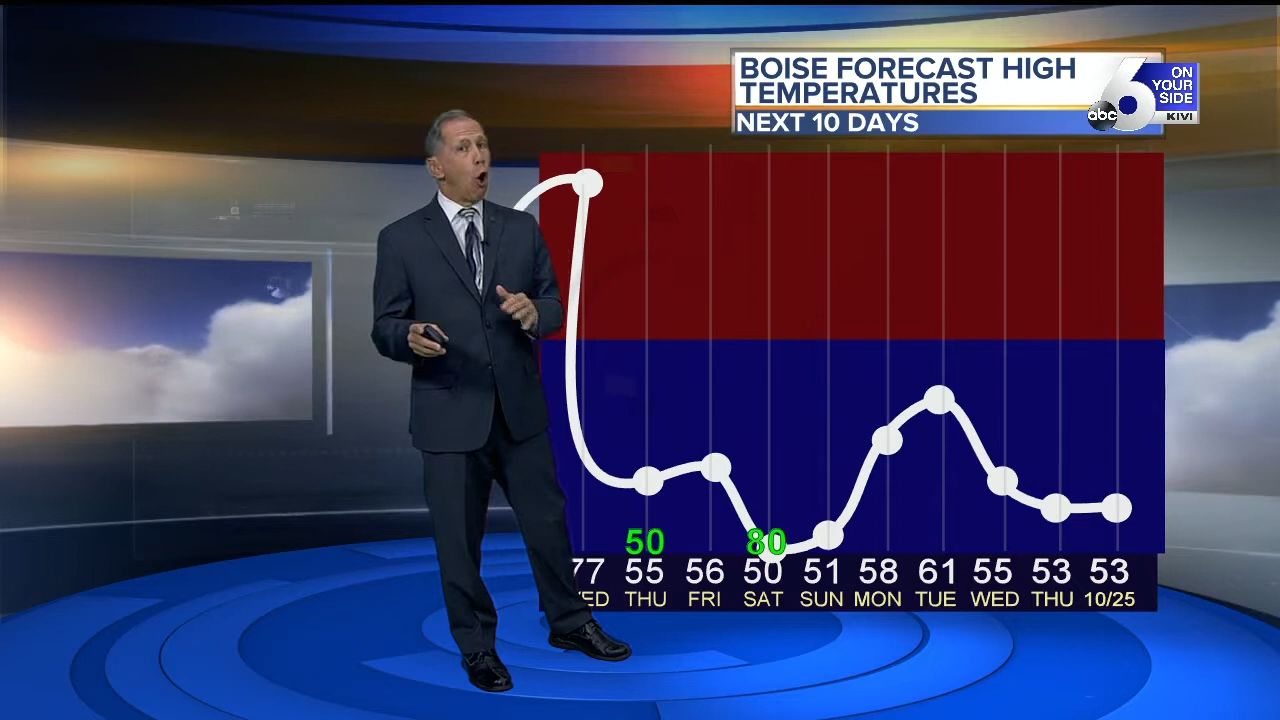 BOISE FORECAST HIGH
TEMPERATURES
NEXT 10 DAYS
abc 6
ON
YOUR
SIDE
KIVI
50 80
77 55 56 50 51 58 61 55 53 53
THU FRI SAT SUN MON TUE WED THU 10/25